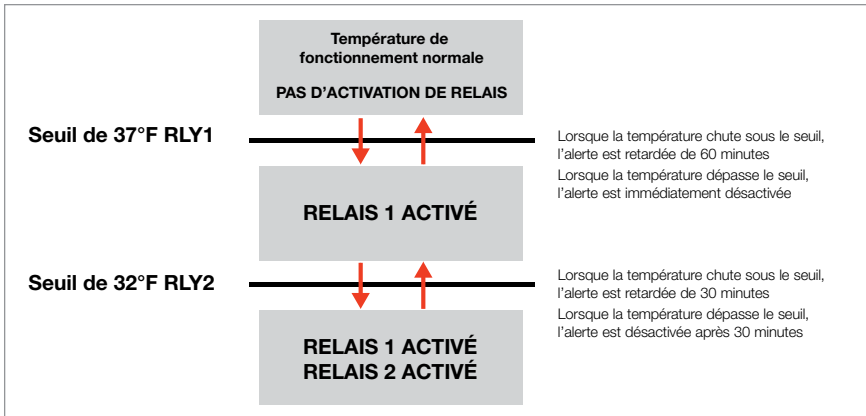 Température de
fonctionnement normale
PAS D'ACTIVATION DE RELAIS
Seuil de 37°F RLY1
Lorsque la température chute sous le seuil,
l'alerte est retardée de 60 minutes
Lorsque la température dépasse le seuil,
l'alerte est immédiatement désactivée
RELAIS 1 ACTIVÉ
Seuil de 32°F RLY2
Lorsque la température chute sous le seuil,
l'alerte est retardée de 30 minutes
Lorsque la température dépasse le seuil,
l'alerte est désactivée après 30 minutes
RELAIS 1 ACTIVÉ
RELAIS 2 ACTIVÉ